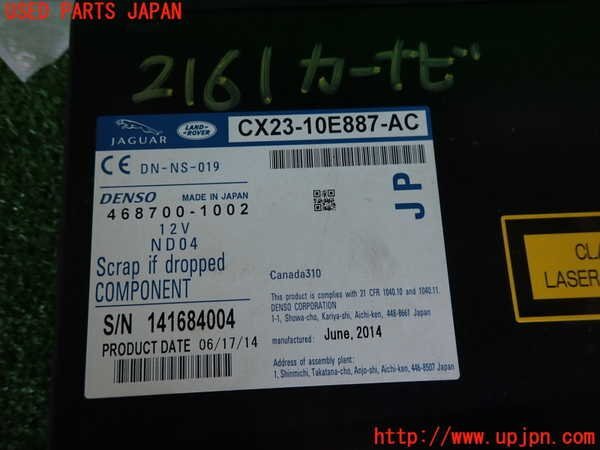 USED PARTS JAPAN
2161 カーナビ
JAGUAR
LAND-ROVER
CX23-10E887-AC
CE DN-NS-019
DENSO MADE IN JAPAN
468700-1002
12V
ND04
Scrap if dropped
COMPONENT
S/N 141684004
PRODUCT DATE 06/17/14
JP
Canada310
This product is complies with 21 CFR 1040.10 and 1040.11.
DENSO CORPORATION
1-1, Showa-cho, Kariya-shi, Aichi-ken, 448-8661 Japan
manufactured: June, 2014
Address of assembly plant:
1, Shinmichi, Takatana-cho, Anjo-shi, Aichi-ken, 446-8507 Japan
CLA
LASER
http://www.upjpn.com